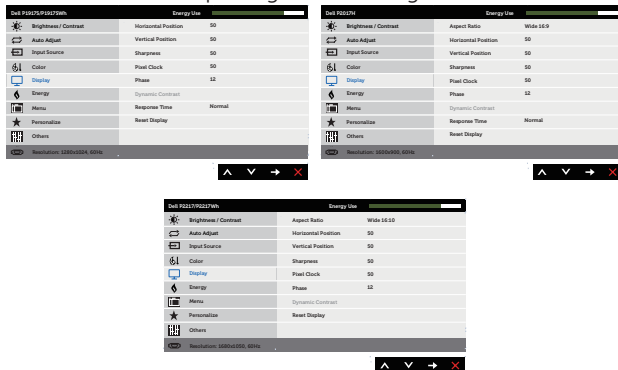 Dell P1917S/P1917SWh Energy Use
Brightness / Contrast Horizontal Position 50
Auto Adjust Vertical Position 50
Input Source Sharpness 50
Color Pixel Clock 50
Display Phase 12
Energy Dynamic Contrast
Menu Response Time Normal
Personalize Reset Display
Others
Resolution: 1280x1024, 60Hz
Dell P2017H Energy Use
Brightness / Contrast Aspect Ratio Wide 16:9
Auto Adjust Horizontal Position 50
Input Source Vertical Position 50
Color Sharpness 50
Display Pixel Clock 50
Energy Phase 12
Menu Dynamic Contrast
Personalize Response Time Normal
Others Reset Display
Resolution: 1600x900, 60Hz
Dell P2217/P2217Wh Energy Use
Brightness / Contrast Aspect Ratio Wide 16:10
Auto Adjust Horizontal Position 50
Input Source Vertical Position 50
Color Sharpness 50
Display Pixel Clock 50
Energy Phase 12
Menu Dynamic Contrast
Personalize Reset Display
Others
Resolution: 1680x1050, 60Hz